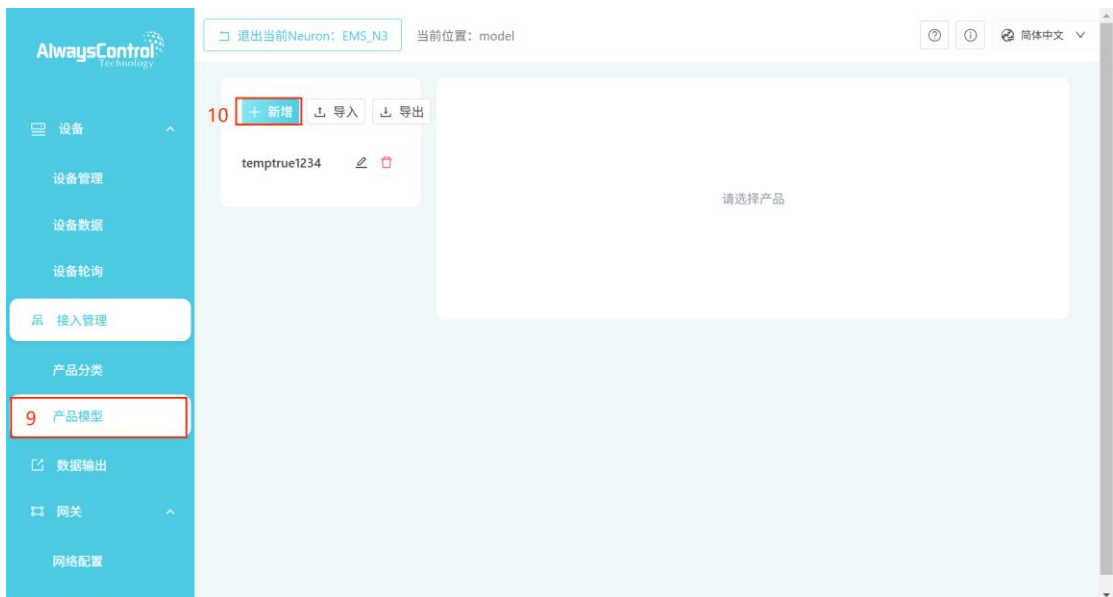 AlwaysControl
Technology
退出当前Neuron: EMS_N3
当前位置: model
简体中文
设备
设备管理
设备数据
设备轮询
接入管理
产品分类
9 产品模型
数据输出
网关
网络配置
10 + 新增
导入
导出
temptrue1234
请选择产品